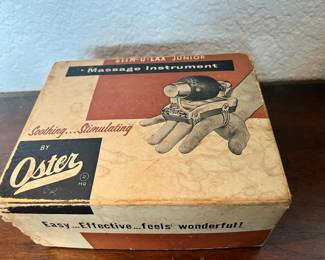 STIM-U-LAX JUNIOR
Massage Instrument
Soothing...Stimulating
BY
Oster
Easy...Effective...feels wonderful!